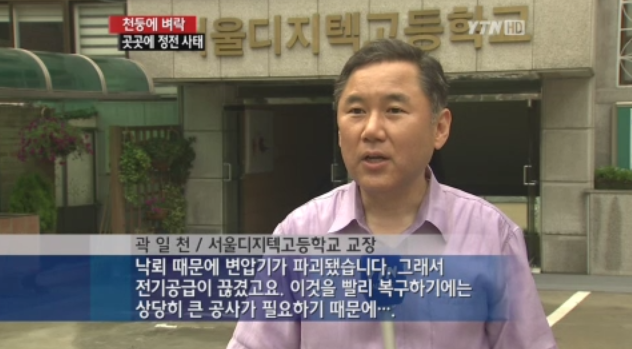 천둥에 벼락
곳곳에 정전 사태
YTN HD
서울디지텍고등학교
곽 일 천 / 서울디지텍고등학교 교장
낙뢰 때문에 변압기가 파괴됐습니다. 그래서
전기공급이 끊겼고요. 이것을 빨리 복구하기에는
상당히 큰 공사가 필요하기 때문에….